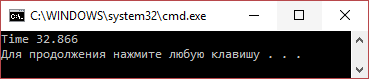 C:\WINDOWS\system32\cmd.exe
Time 32.866
Для продолжения нажмите любую клавишу . . .